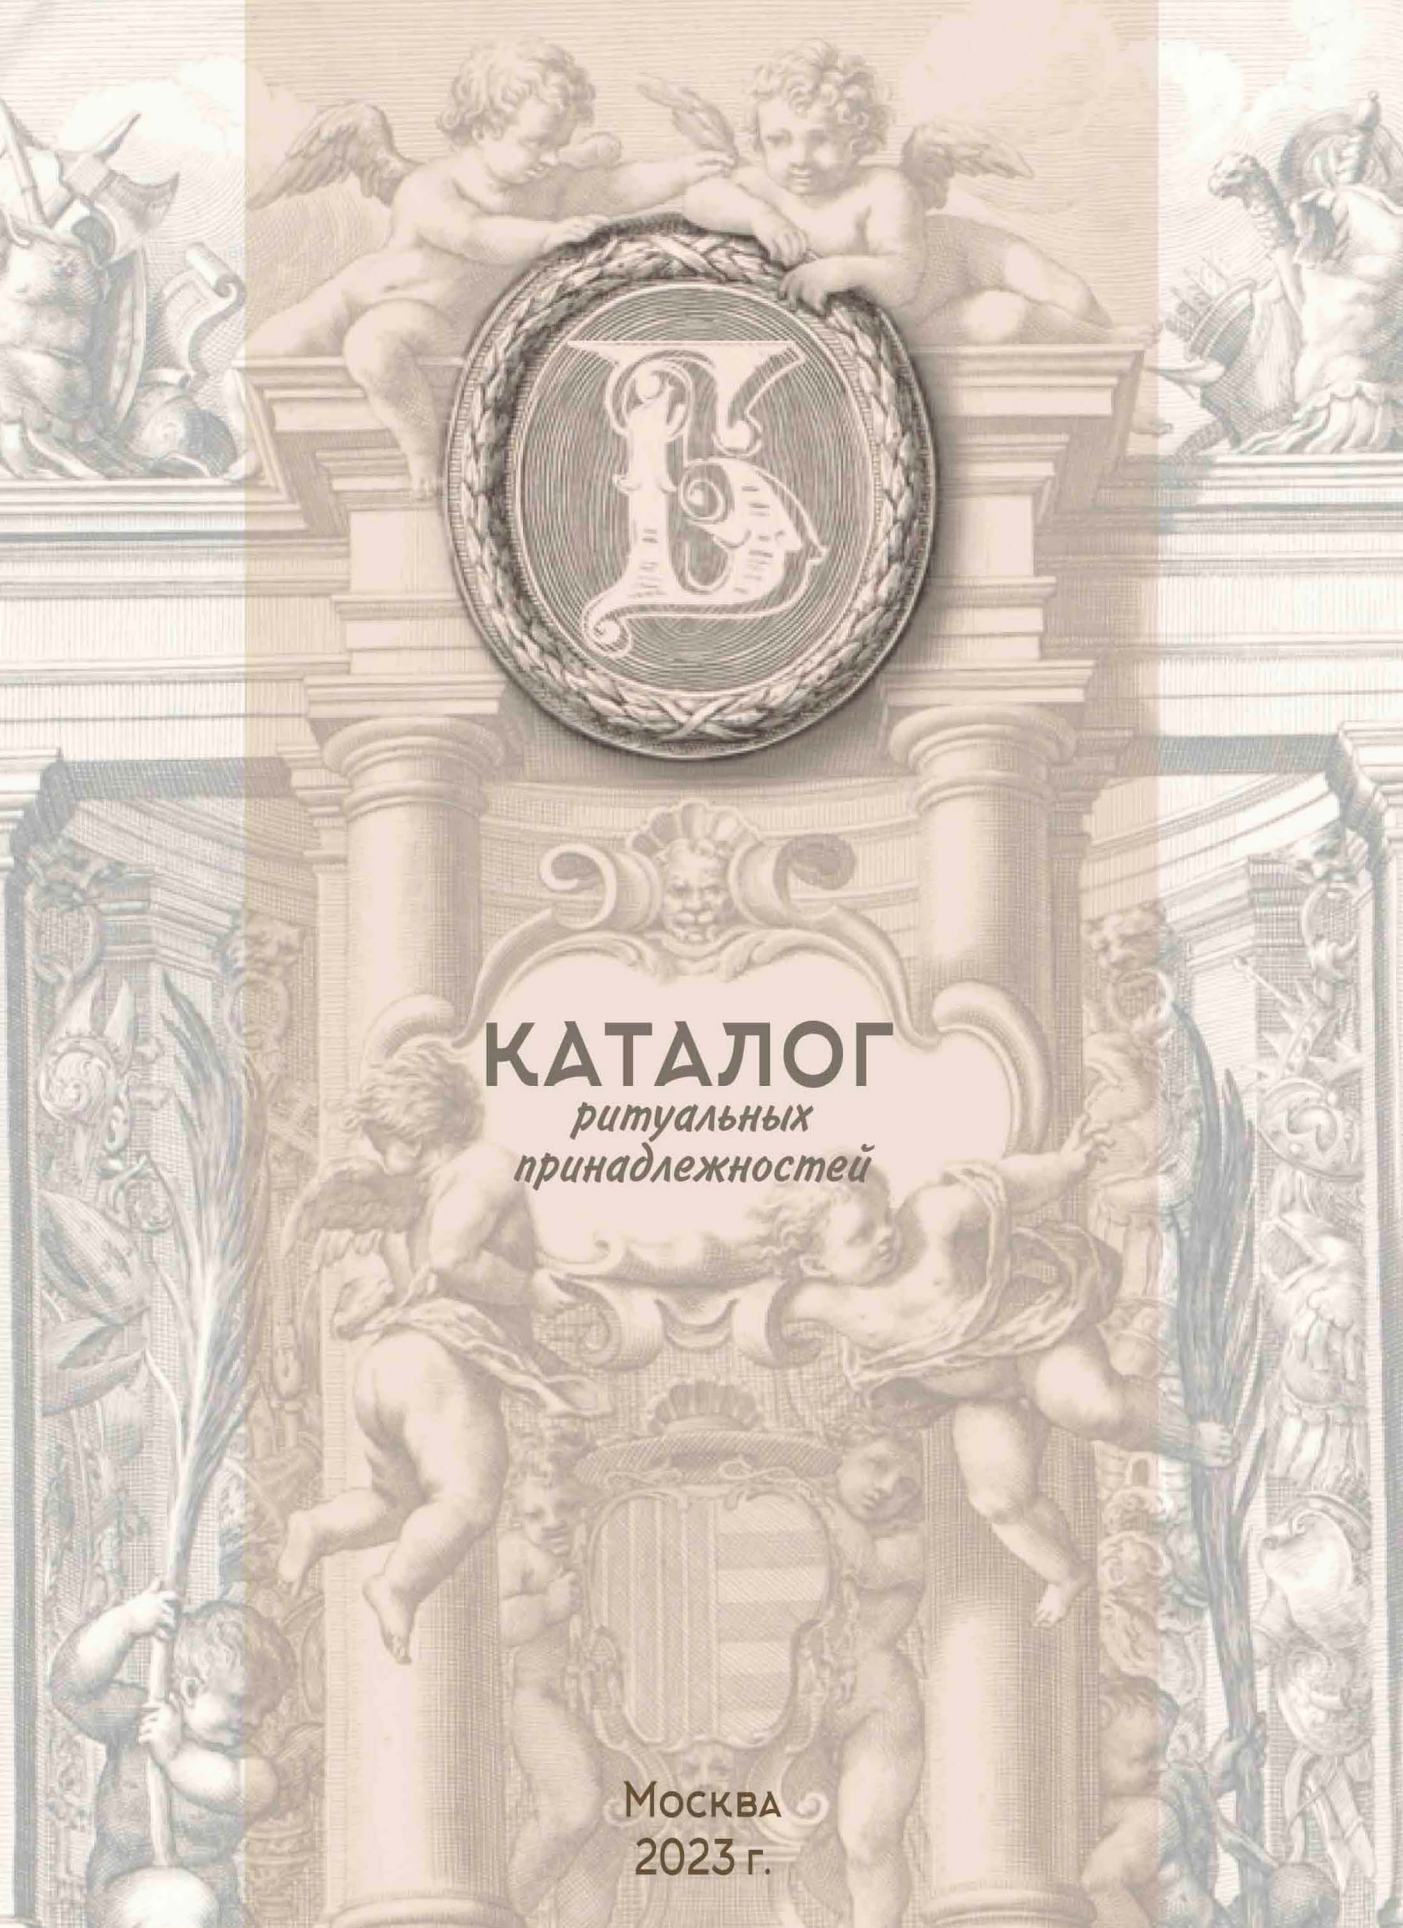 Б
КАТАЛОГ
ритуальных
принадлежностей
Москва
2023 г.